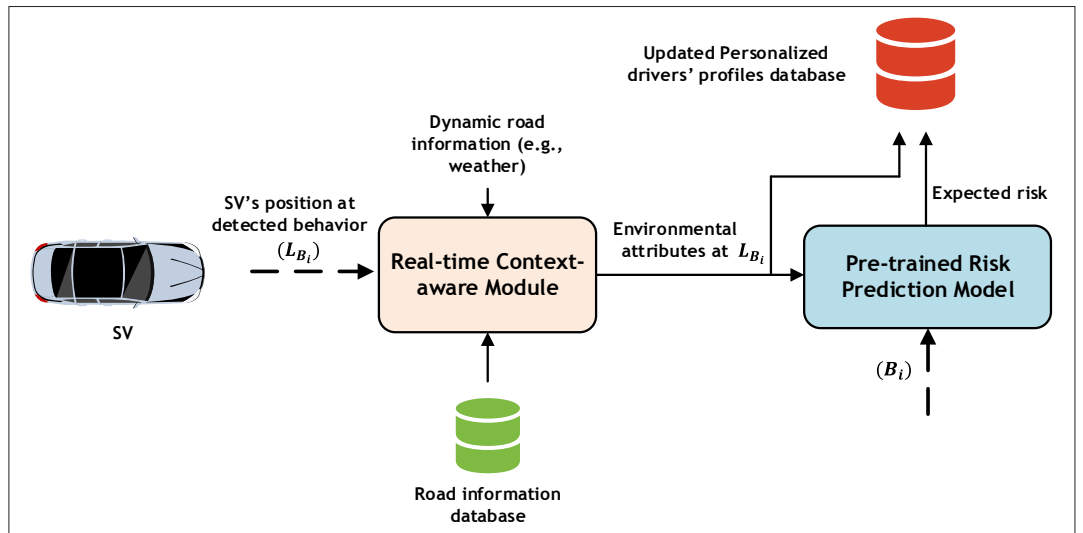 Updated Personalized
drivers' profiles database
Dynamic road
information (e.g.,
weather)
SV's position at
detected behavior
(L_{B_i})
SV
Real-time Context-
aware Module
Environmental
attributes at L_{B_i}
Expected risk
Pre-trained Risk
Prediction Model
(B_i)
Road information
database